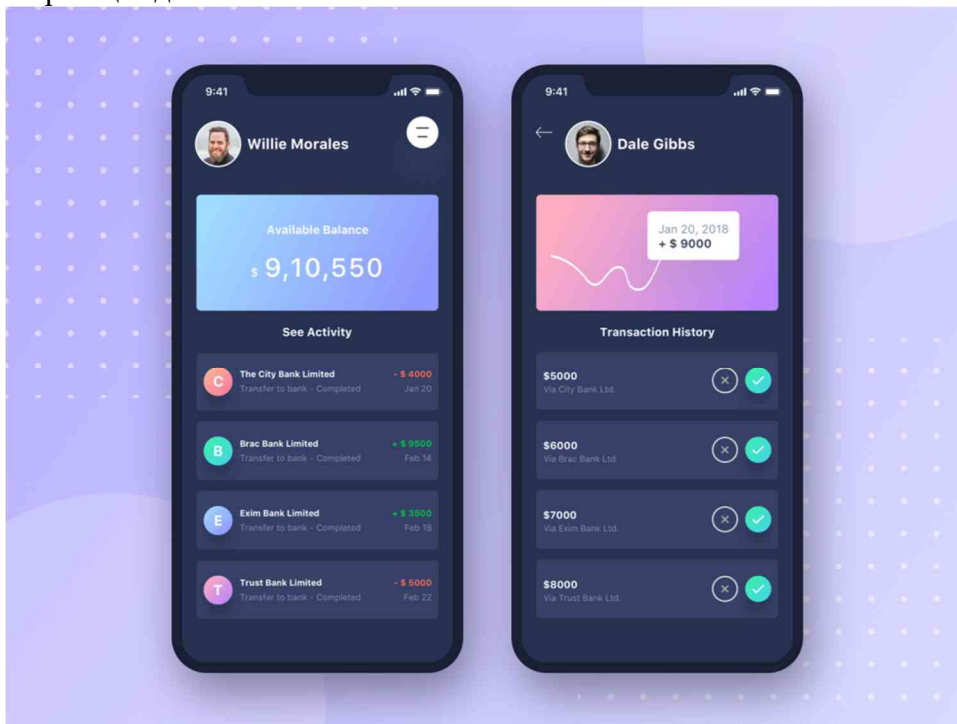 9:41
Willie Morales
Available Balance
$ 9,10,550
See Activity
C
The City Bank Limited
- $ 4000
Transfer to bank - Completed
Jan 20
B
Brac Bank Limited
+ $ 9500
Transfer to bank - Completed
Feb 14
E
Exim Bank Limited
+ $ 3500
Transfer to bank - Completed
Feb 18
T
Trust Bank Limited
- $ 5000
Transfer to bank - Completed
Feb 22
9:41
Dale Gibbs
Jan 20, 2018
+ $ 9000
Transaction History
$5000
Via City Bank Ltd.
$6000
Via Brac Bank Ltd
$7000
Via Exim Bank Ltd.
$8000
Via Trust Bank Ltd.